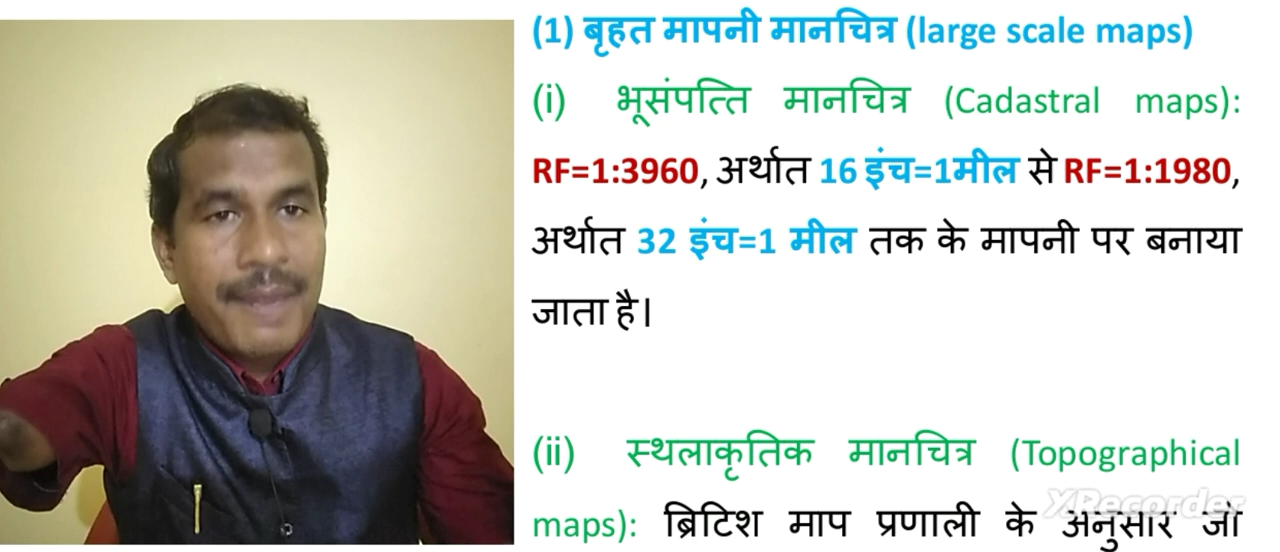 (1) बृहत मापनी मानचित्र (large scale maps)
(i) भूसंपत्ति मानचित्र (Cadastral maps):
RF=1:3960, अर्थात 16 इंच=1मील से RF=1:1980,
अर्थात 32 इंच=1 मील तक के मापनी पर बनाया
जाता है।
(ii) स्थलाकृतिक मानचित्र (Topographical
maps): ब्रिटिश माप प्रणाली के अनुसार जो
XRecorder